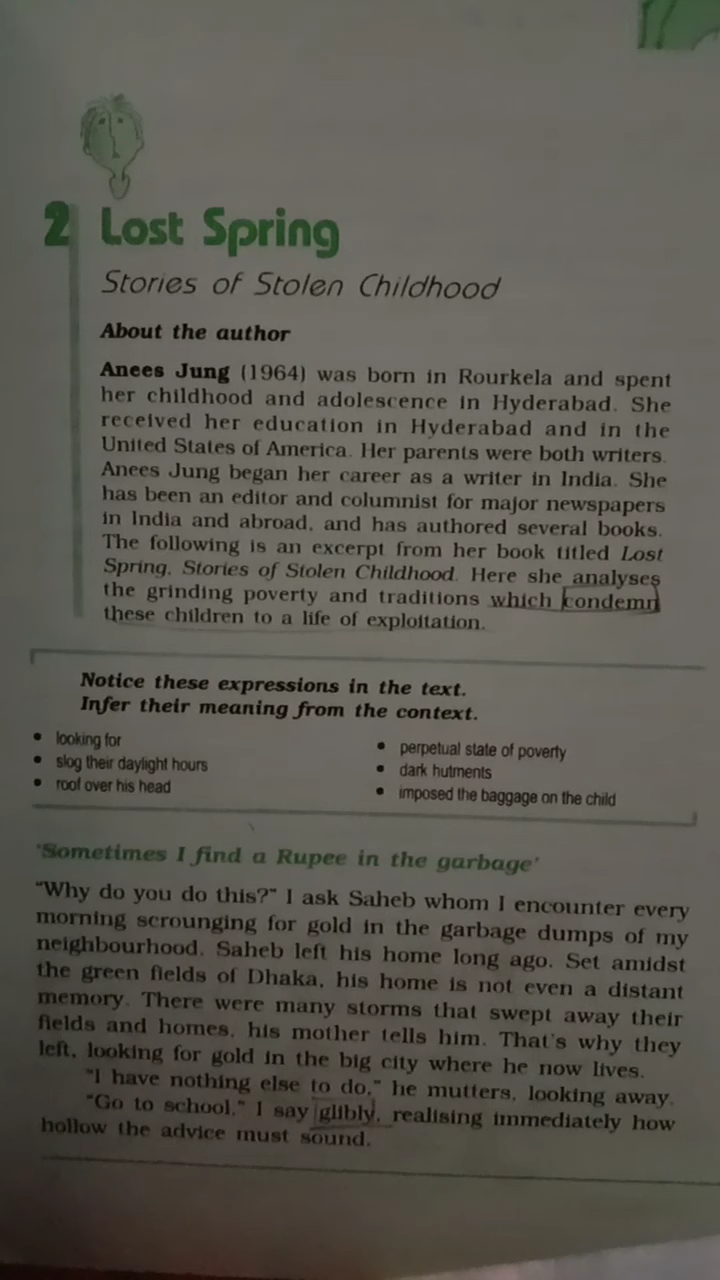 2 Lost Spring
Stories of Stolen Childhood
About the author
Anees Jung (1964) was born in Rourkela and spent
her childhood and adolescence in Hyderabad. She
received her education in Hyderabad and in the
United States of America. Her parents were both writers.
Anees Jung began her career as a writer in India. She
has been an editor and columnist for major newspapers
in India and abroad, and has authored several books.
The following is an excerpt from her book titled Lost
Spring, Stories of Stolen Childhood. Here she analyses
the grinding poverty and traditions which condemn
these children to a life of exploitation.
Notice these expressions in the text.
Infer their meaning from the context.
• looking for
• slog their daylight hours
• roof over his head
• perpetual state of poverty
• dark hutments
• imposed the baggage on the child
'Sometimes I find a Rupee in the garbage'
"Why do you do this?" I ask Saheb whom I encounter every
morning scrounging for gold in the garbage dumps of my
neighbourhood. Saheb left his home long ago. Set amidst
the green fields of Dhaka, his home is not even a distant
memory. There were many storms that swept away their
fields and homes, his mother tells him. That's why they
left, looking for gold in the big city where he now lives.
"I have nothing else to do," he mutters, looking away.
"Go to school," I say glibly, realising immediately how
hollow the advice must sound.